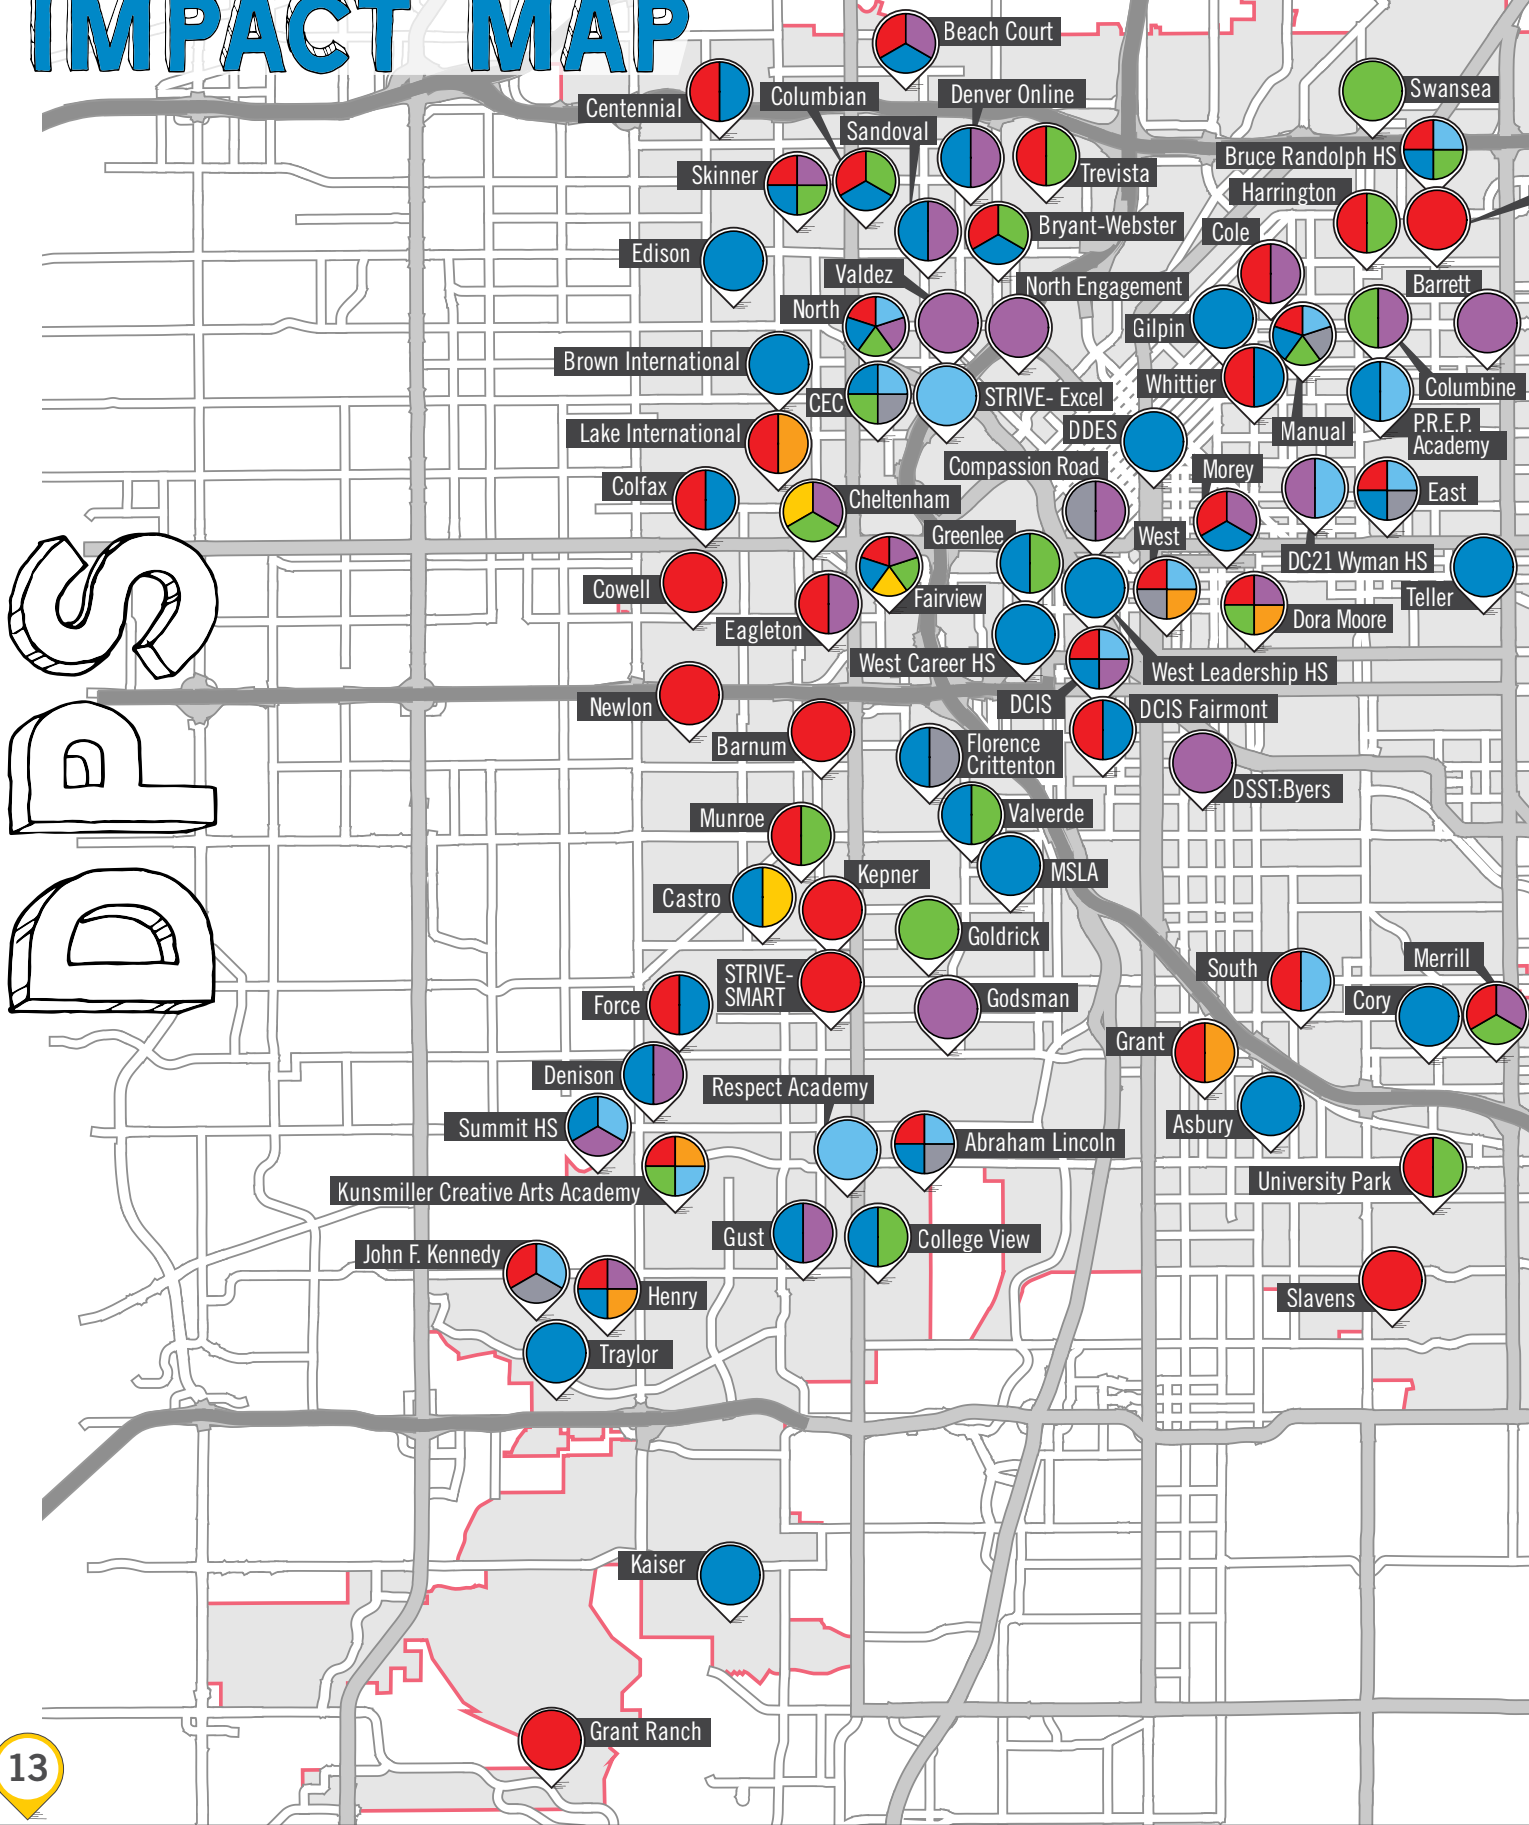 IMPACT MAP
Beach Court
Swansea
Centennial
Columbian
Denver Online
Sandoval
Bruce Randolph HS
Skinner
Trevista
Harrington
Bryant-Webster
Cole
Edison
Valdez
North Engagement
Barrett
North
Gilpin
Brown International
Whittier
Columbine
CEC
STRIVE- Excel
Lake International
DDES
Manual
P.R.E.P.
Academy
Compassion Road
Morey
Colfax
Cheltenham
East
Greenlee
West
DC21 Wyman HS
Cowell
Fairview
Teller
Eagleton
Dora Moore
West Career HS
West Leadership HS
DPS
Newlon
DCIS
DCIS Fairmont
Barnum
Florence
Crittenton
DSST:Byers
Munroe
Valverde
Kepner
MSLA
Castro
Goldrick
Merrill
STRIVE-
SMART
South
Force
Godsman
Cory
Grant
Denison
Respect Academy
Summit HS
Asbury
Abraham Lincoln
Kunsmiller Creative Arts Academy
University Park
Gust
College View
John F. Kennedy
Henry
Slavens
Traylor
Kaiser
Grant Ranch
13